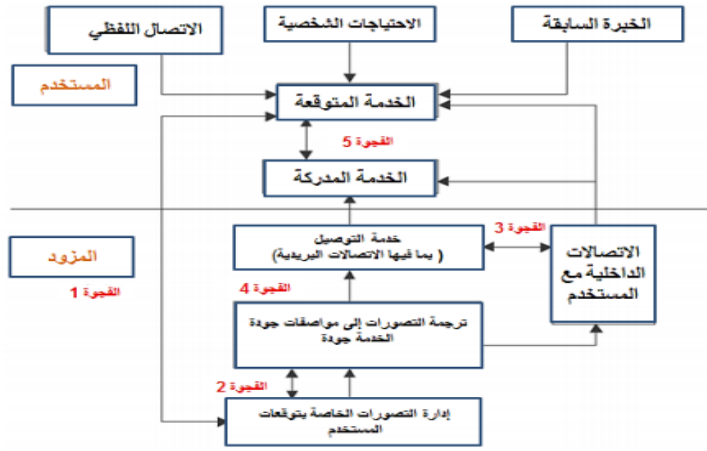 الخبرة السابقة
الاحتياجات الشخصية
الاتصال اللفظي
المستخدم
الخدمة المتوقعة
الفجوة 5
الخدمة المدركة
المزود
الفجوة 1
خدمة التوصيل
( بما فيها الاتصالات البريدية)
الفجوة 3
الاتصالات
الداخلية مع
المستخدم
الفجوة 4
ترجمة التصورات إلى مواصفات جودة
الخدمة جودة
الفجوة 2
إدارة التصورات الخاصة بتوقعات
المستخدم